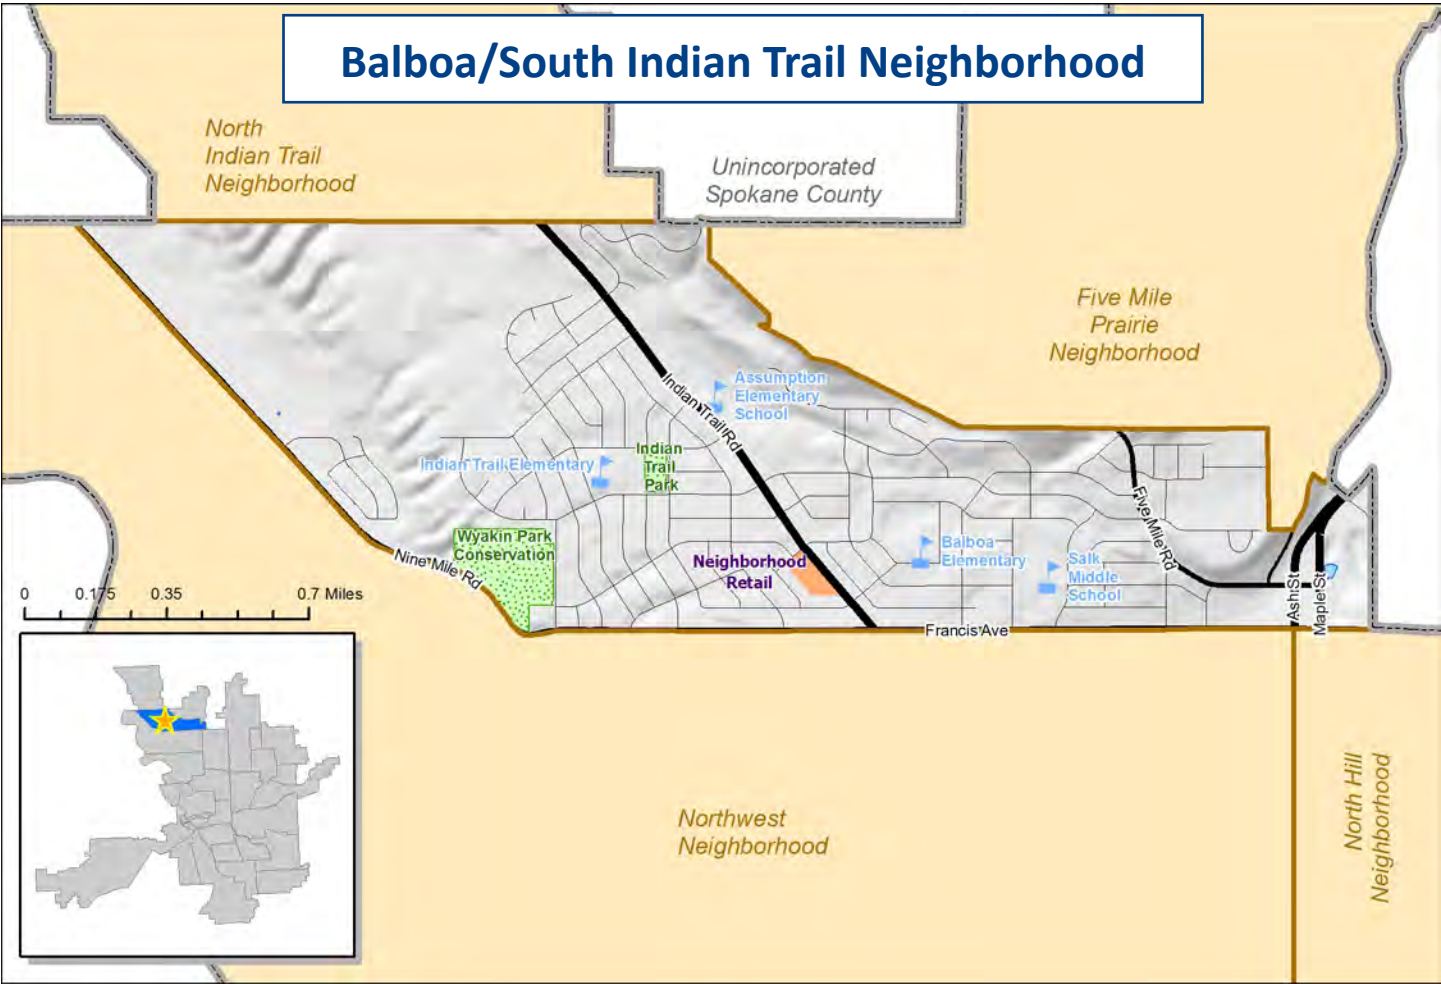 Balboa/South Indian Trail Neighborhood
North
Indian Trail
Neighborhood
Unincorporated
Spokane County
Five Mile
Prairie
Neighborhood
Assumption
Elementary
School
Indian Trail Rd
Indian
Trail
Park
Indian Trail Elementary
Five Mile Rd
Wyakin Park
Conservation
Nine Mile Rd
Neighborhood
Retail
Balboa
Elementary
Salk
Middle
School
Ash St
Maple St
Francis Ave
0 0.175 0.35 0.7 Miles
Northwest
Neighborhood
North Hill
Neighborhood